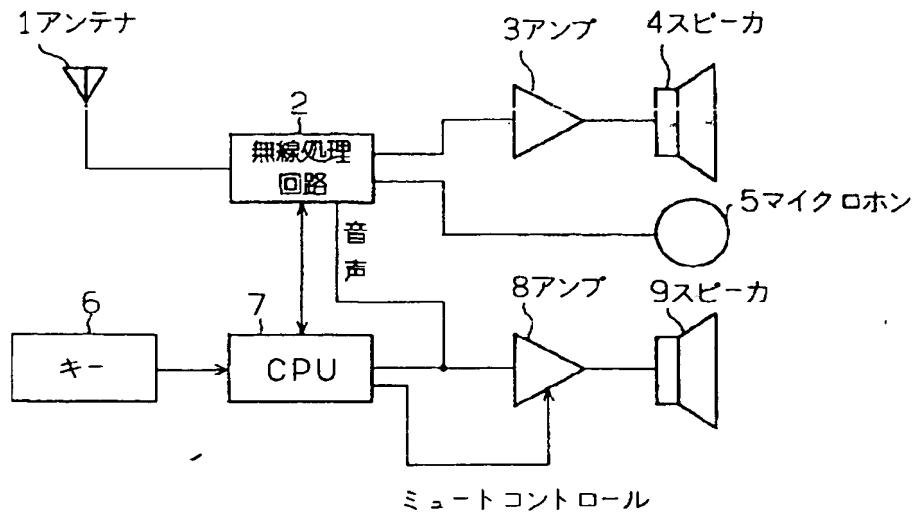 1アンテナ
3アンプ
4スピーカ
2
無線処理
回路
5マイクロホン
音
声
8アンプ
9スピーカ
6
7
キー
CPU
ミュートコントロール